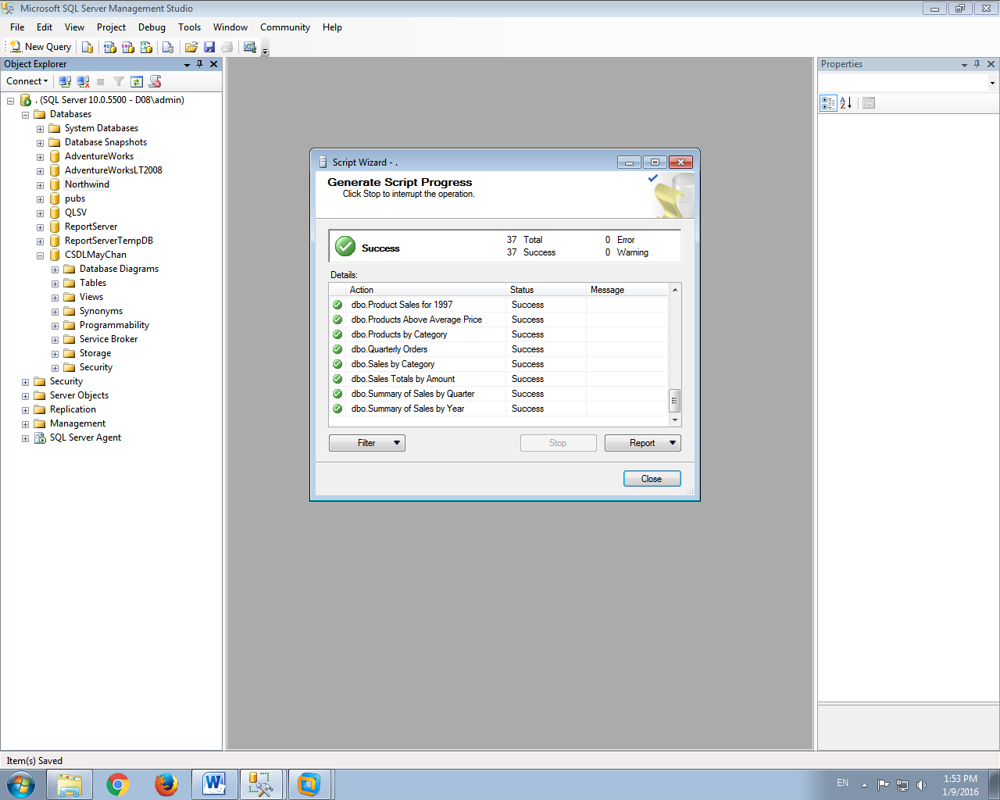 Microsoft SQL Server Management Studio
File Edit View Project Debug Tools Window Community Help
New Query
Object Explorer
Connect
. (SQL Server 10.0.5500 - D08\admin)
Databases
System Databases
Database Snapshots
AdventureWorks
AdventureWorksLT2008
Northwind
pubs
QLSV
ReportServer
ReportServerTempDB
CSDLMayChan
Database Diagrams
Tables
Views
Synonyms
Programmability
Service Broker
Storage
Security
Security
Server Objects
Replication
Management
SQL Server Agent
Script Wizard - .
Generate Script Progress
Click Stop to interrupt the operation.
Success
37 Total 0 Error
37 Success 0 Warning
Details:
Action Status Message
dbo.Product Sales for 1997 Success
dbo.Products Above Average Price Success
dbo.Products by Category Success
dbo.Quarterly Orders Success
dbo.Sales by Category Success
dbo.Sales Totals by Amount Success
dbo.Summary of Sales by Quarter Success
dbo.Summary of Sales by Year Success
Filter Stop Report
Close
Properties
Item(s) Saved
EN
1:53 PM
1/9/2016